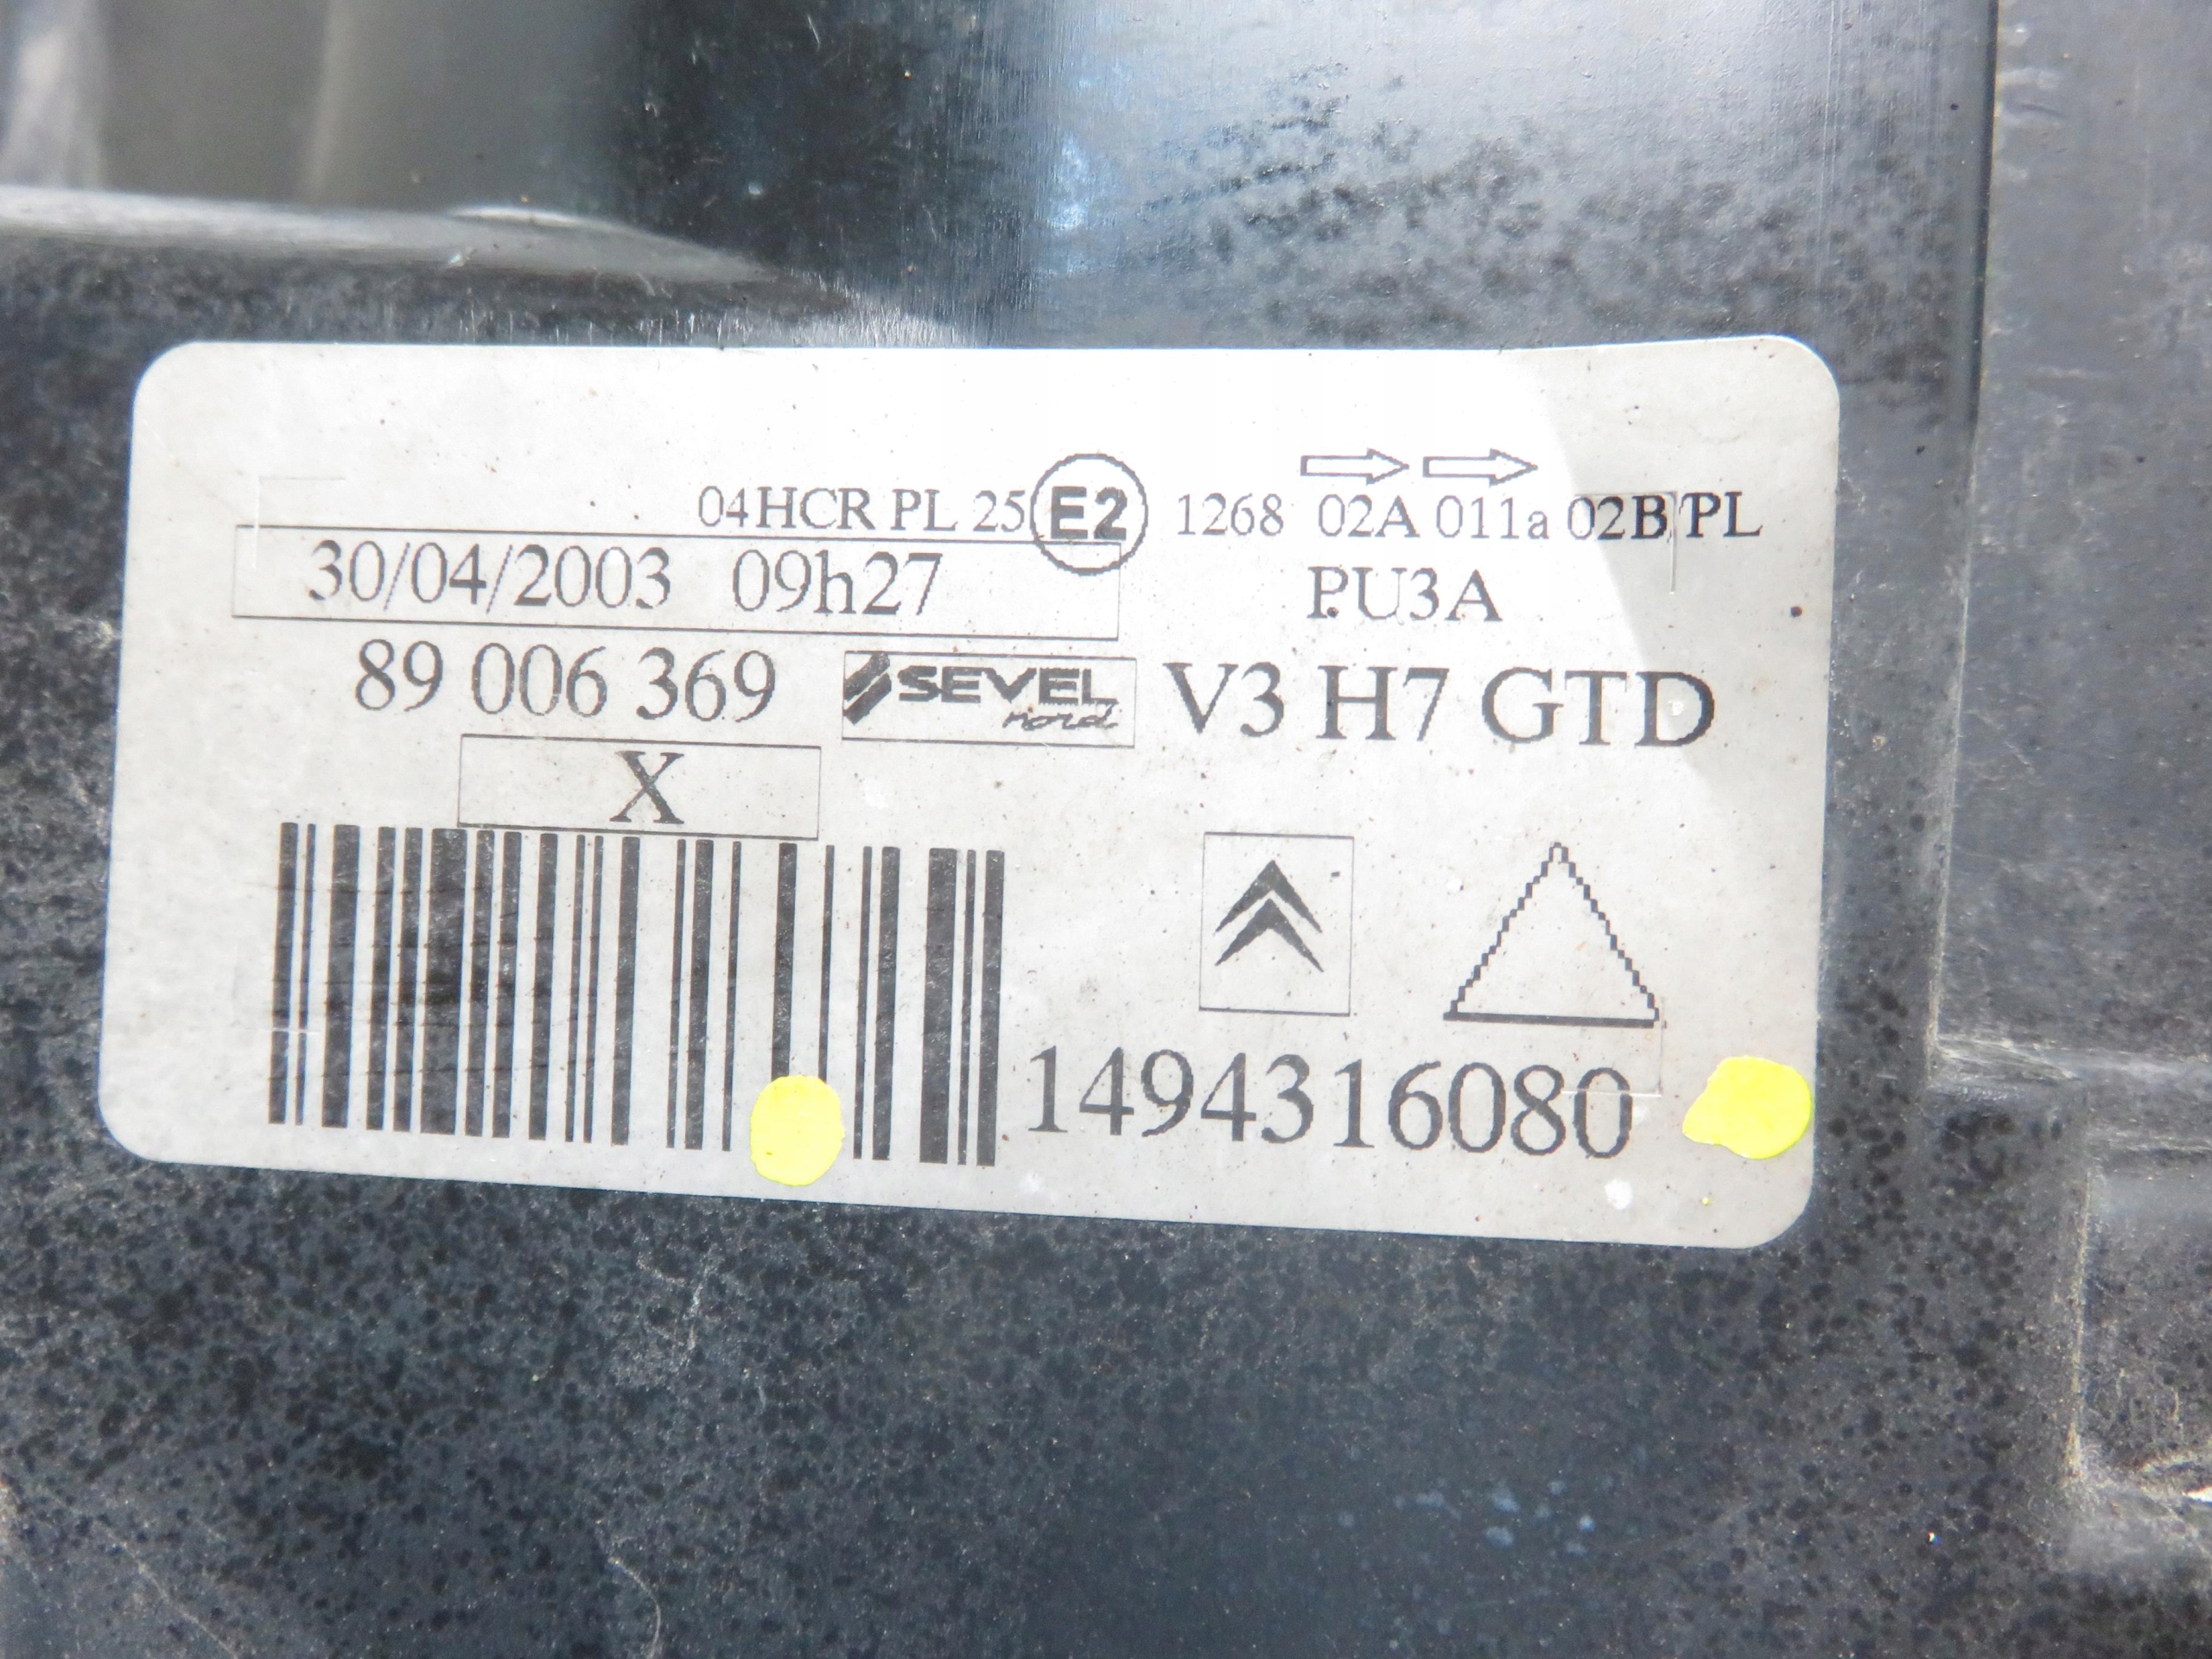 04HCR PL 25 E2 1268 02A 011a 02B/PL
30/04/2003 09h27
PU3A
89 006 369 SEVEL nord V3 H7 GTD
X
1494316080